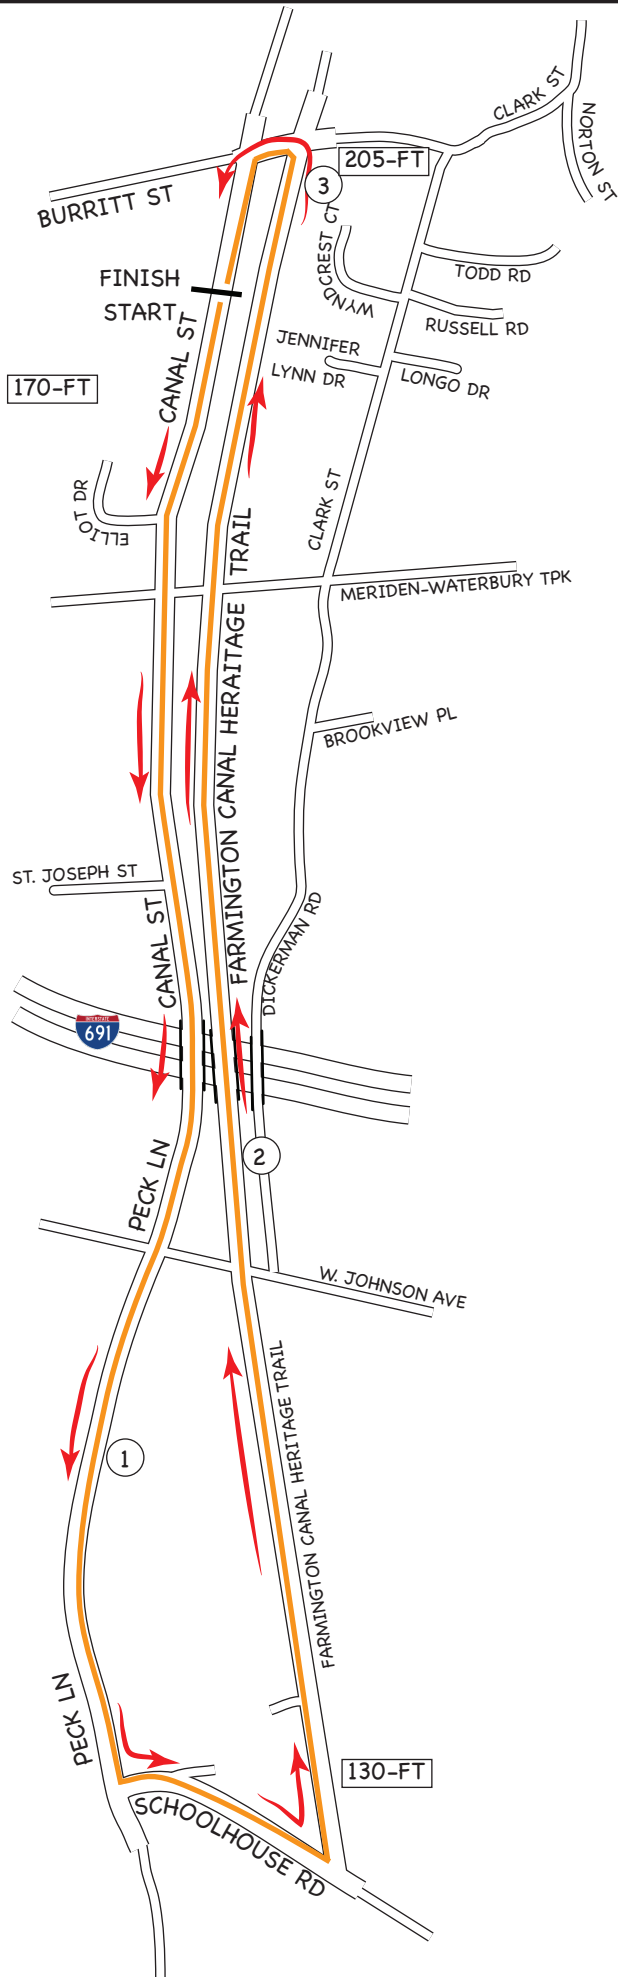 CLARK ST
NORTON ST
205-FT
3
BURRITT ST
WYNDCREST CT
TODD RD
FINISH
START
RUSSELL RD
JENNIFER
LYNN DR
LONGO DR
CANAL ST
170-FT
CLARK ST
ELLIOT DR
FARMINGTON CANAL HERAITAGE TRAIL
MERIDEN-WATERBURY TPK
BROOKVIEW PL
ST. JOSEPH ST
CANAL ST
DICKERMAN RD
INTERSTATE
691
2
PECK LN
W. JOHNSON AVE
FARMINGTON CANAL HERITAGE TRAIL
1
PECK LN
130-FT
SCHOOLHOUSE RD